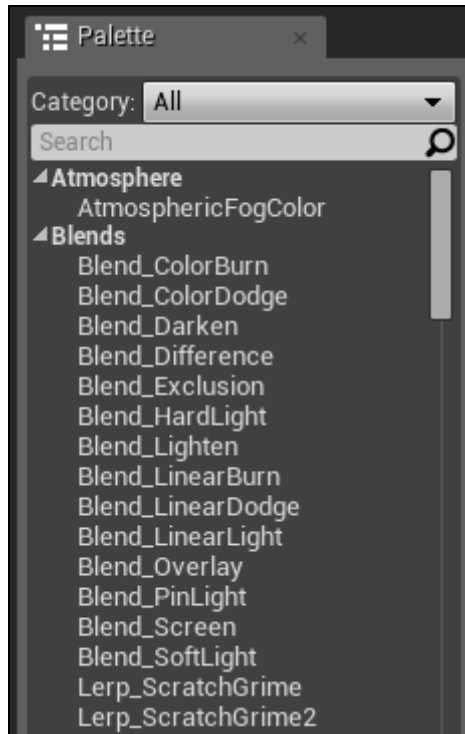 Palette
Category: All
Search
Atmosphere
AtmosphericFogColor
Blends
Blend_ColorBurn
Blend_ColorDodge
Blend_Darken
Blend_Difference
Blend_Exclusion
Blend_HardLight
Blend_Lighten
Blend_LinearBurn
Blend_LinearDodge
Blend_LinearLight
Blend_Overlay
Blend_PinLight
Blend_Screen
Blend_SoftLight
Lerp_ScratchGrime
Lerp_ScratchGrime2